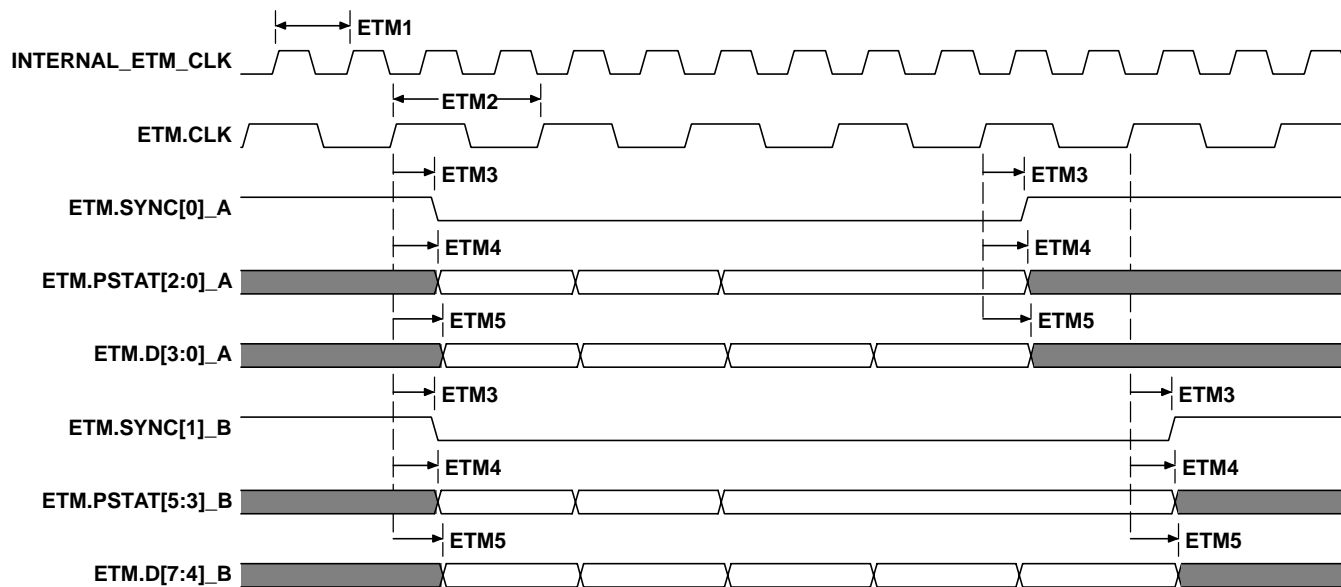 ETM1
INTERNAL_ETM_CLK
ETM2
ETM.CLK
ETM3 ETM3
ETM.SYNC[0]_A
ETM4 ETM4
ETM.PSTAT[2:0]_A
ETM5 ETM5
ETM.D[3:0]_A
ETM3 ETM3
ETM.SYNC[1]_B
ETM4 ETM4
ETM.PSTAT[5:3]_B
ETM5 ETM5
ETM.D[7:4]_B